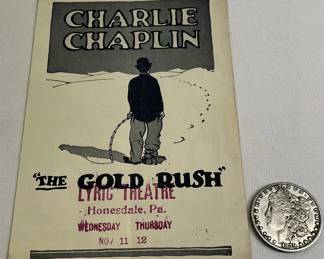 CHARLIE
CHAPLIN
"THE GOLD RUSH"
LYRIC THEATRE
Honesdale, Pa.
WEDNESDAY THURSDAY
NOV 11 12